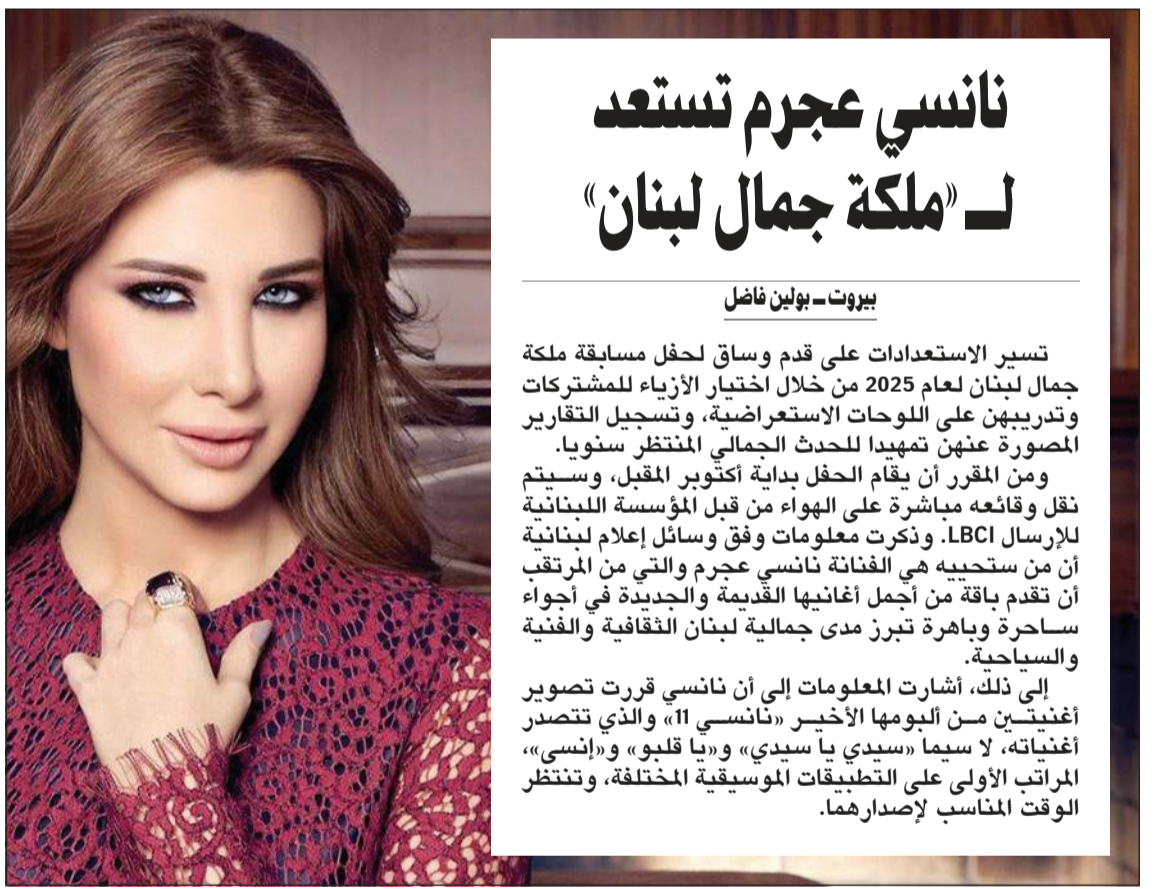 نانسي عجرم تستعد
لـ «ملكة جمال لبنان»
بيروت ـ بولين فاضل
تسير الاستعدادات على قدم وساق لحفل مسابقة ملكة
جمال لبنان لعام 2025 من خلال اختيار الأزياء للمشتركات
وتدريبهن على اللوحات الاستعراضية، وتسجيل التقارير
المصورة عنهن تمهيدا للحدث الجمالي المنتظر سنويا.
ومن المقرر أن يقام الحفل بداية أكتوبر المقبل، وسيتم
نقل وقائعه مباشرة على الهواء من قبل المؤسسة اللبنانية
للإرسال LBCI. وذكرت معلومات وفق وسائل إعلام لبنانية
أن من ستحييه هي الفنانة نانسي عجرم والتي من المرتقب
أن تقدم باقة من أجمل أغانيها القديمة والجديدة في أجواء
ساحرة وباهرة تبرز مدى جمالية لبنان الثقافية والفنية
والسياحية.
إلى ذلك، أشارت المعلومات إلى أن نانسي قررت تصوير
أغنيتين من ألبومها الأخير «نانسي 11» والذي تتصدر
أغنياته، لا سيما «سيدي يا سيدي» و«يا قلبو» و«إنسى»،
المراتب الأولى على التطبيقات الموسيقية المختلفة، وتنتظر
الوقت المناسب لإصدارهما.